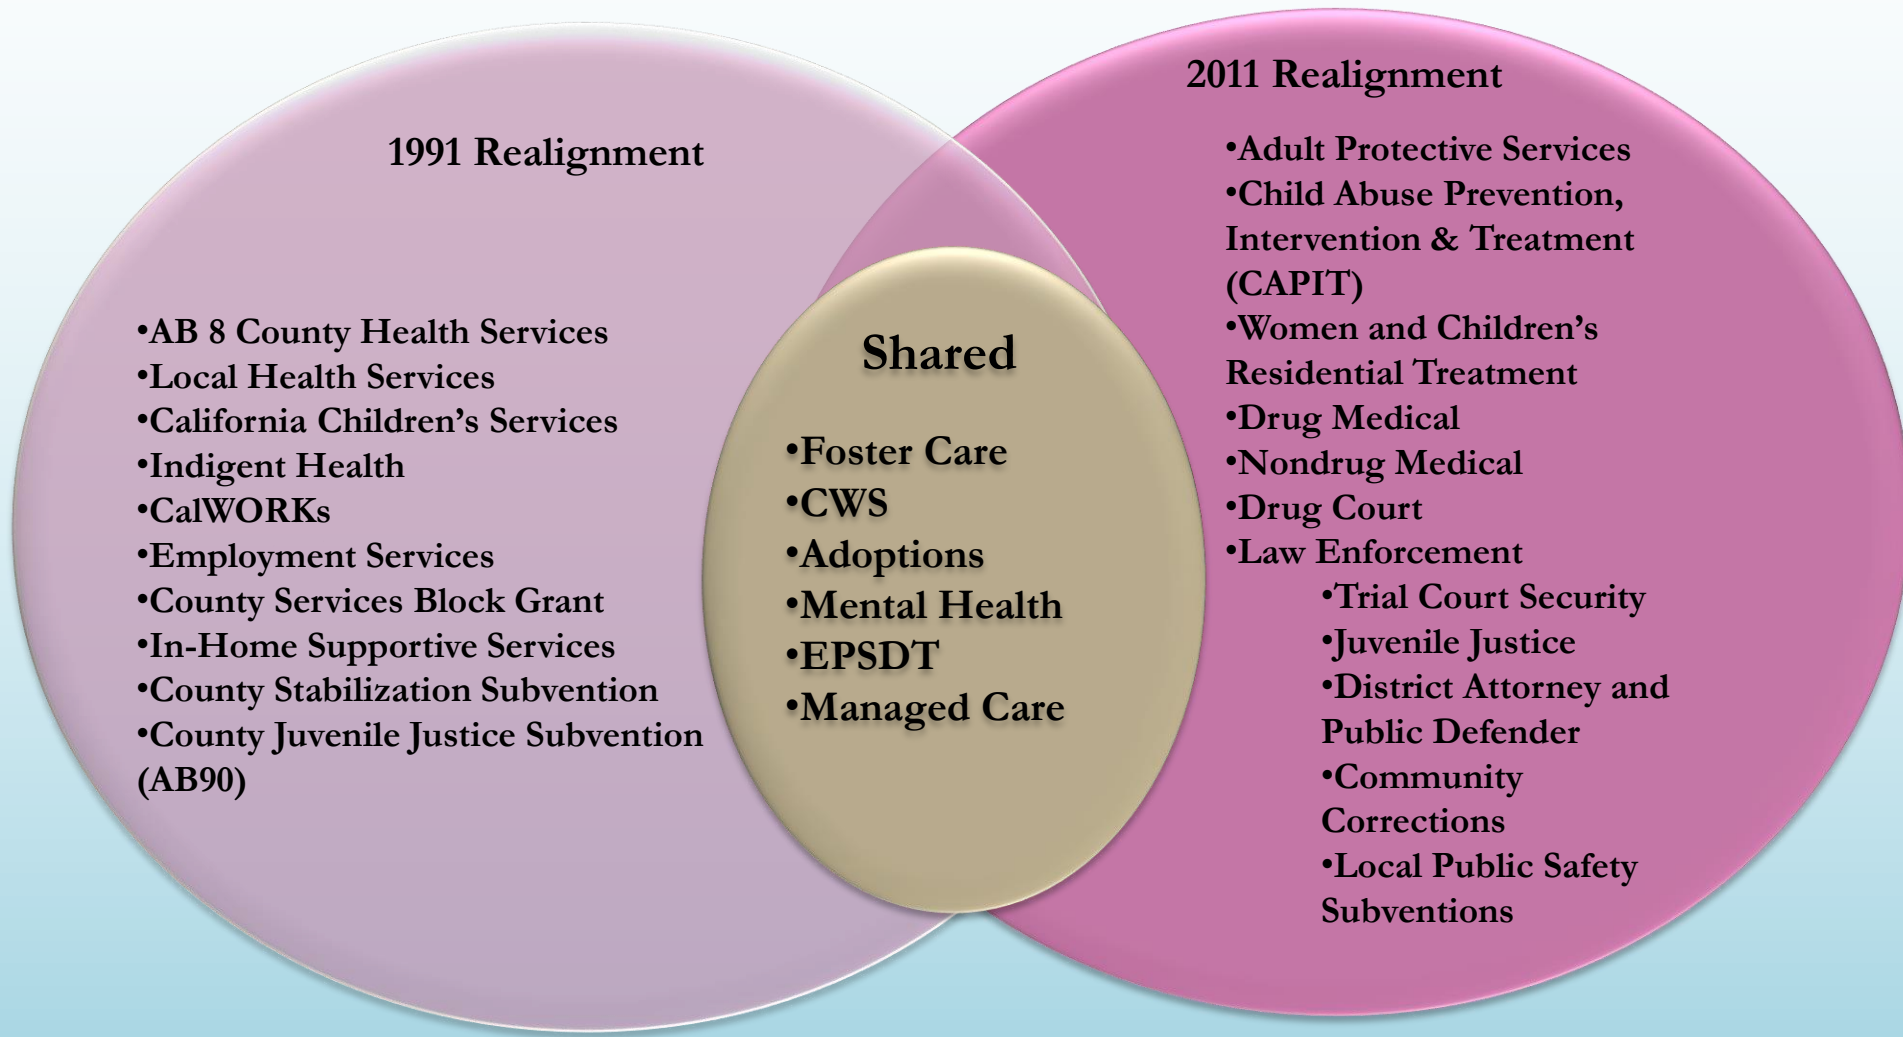 1991 Realignment
•AB 8 County Health Services
•Local Health Services
•California Children’s Services
•Indigent Health
•CalWORKs
•Employment Services
•County Services Block Grant
•In-Home Supportive Services
•County Stabilization Subvention
•County Juvenile Justice Subvention
(AB90)
Shared
•Foster Care
•CWS
•Adoptions
•Mental Health
•EPSDT
•Managed Care
2011 Realignment
•Adult Protective Services
•Child Abuse Prevention,
Intervention & Treatment
(CAPIT)
•Women and Children’s
Residential Treatment
•Drug Medical
•Nondrug Medical
•Drug Court
•Law Enforcement
•Trial Court Security
•Juvenile Justice
•District Attorney and
Public Defender
•Community
Corrections
•Local Public Safety
Subventions